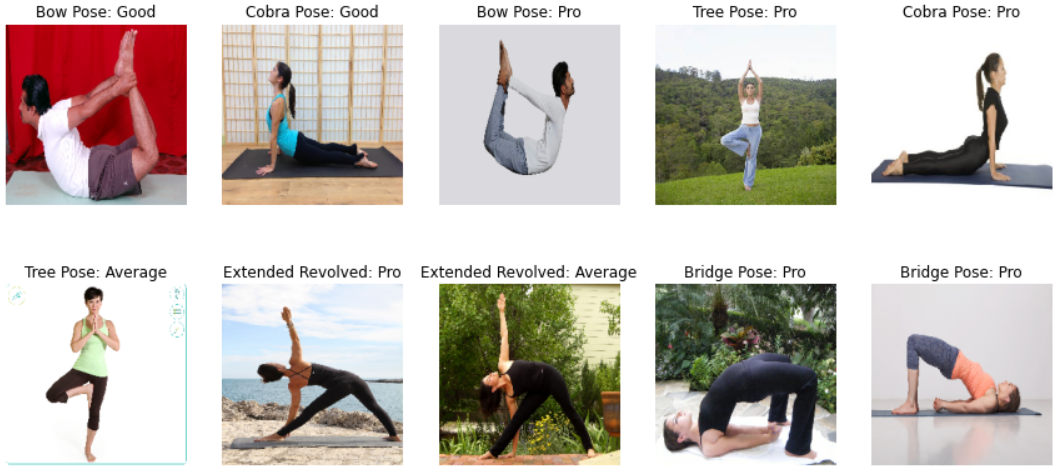 Bow Pose: Good
Cobra Pose: Good
Bow Pose: Pro
Tree Pose: Pro
Cobra Pose: Pro
Tree Pose: Average
Extended Revolved: Pro
Extended Revolved: Average
Bridge Pose: Pro
Bridge Pose: Pro